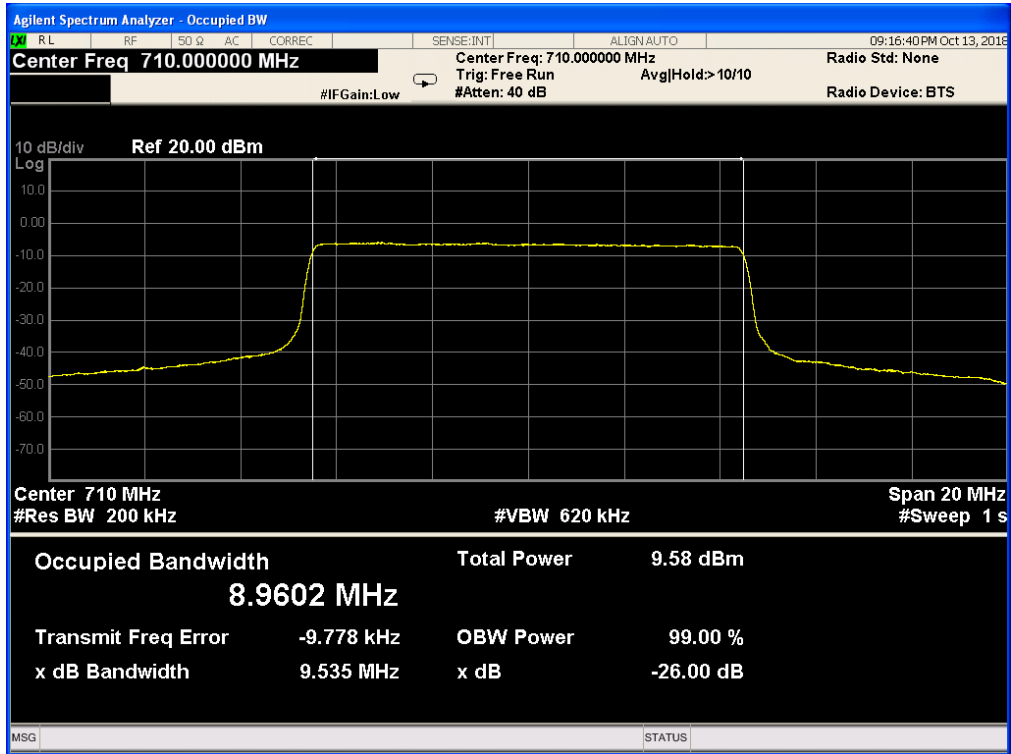 Agilent Spectrum Analyzer - Occupied BW
LXI RL RF 50 Ω AC CORREC SENSE:INT ALIGN AUTO 09:16:40 PM Oct 13, 2018
Center Freq 710.000000 MHz Center Freq: 710.000000 MHz Radio Std: None
Trig: Free Run Avg|Hold:>10/10
#IFGain:Low #Atten: 40 dB Radio Device: BTS
10 dB/div Ref 20.00 dBm
Log
10.0
0.00
-10.0
-20.0
-30.0
-40.0
-50.0
-60.0
-70.0
Center 710 MHz Span 20 MHz
#Res BW 200 kHz #VBW 620 kHz #Sweep 1 s
Occupied Bandwidth Total Power 9.58 dBm
8.9602 MHz
Transmit Freq Error -9.778 kHz OBW Power 99.00 %
x dB Bandwidth 9.535 MHz x dB -26.00 dB
MSG STATUS